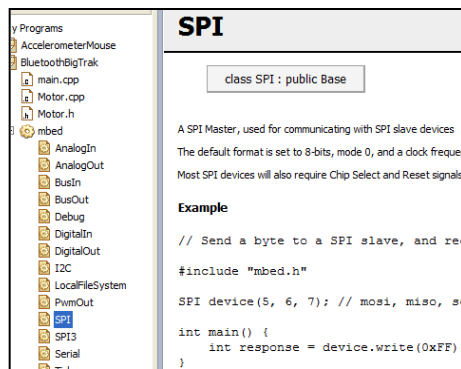 y Programs
AccelerometerMouse
BluetoothBigTrak
main.cpp
Motor.cpp
Motor.h
mbed
AnalogIn
AnalogOut
BusIn
BusOut
Debug
DigitalIn
DigitalOut
I2C
LocalFileSystem
PwmOut
SPI
SPI3
Serial
SPI
class SPI : public Base
A SPI Master, used for communicating with SPI slave devices
The default format is set to 8-bits, mode 0, and a clock freque
Most SPI devices will also require Chip Select and Reset signals
Example
// Send a byte to a SPI slave, and re
#include "mbed.h"
SPI device(5, 6, 7); // mosi, miso, s
int main() {
int response = device.write(0xFF)
}